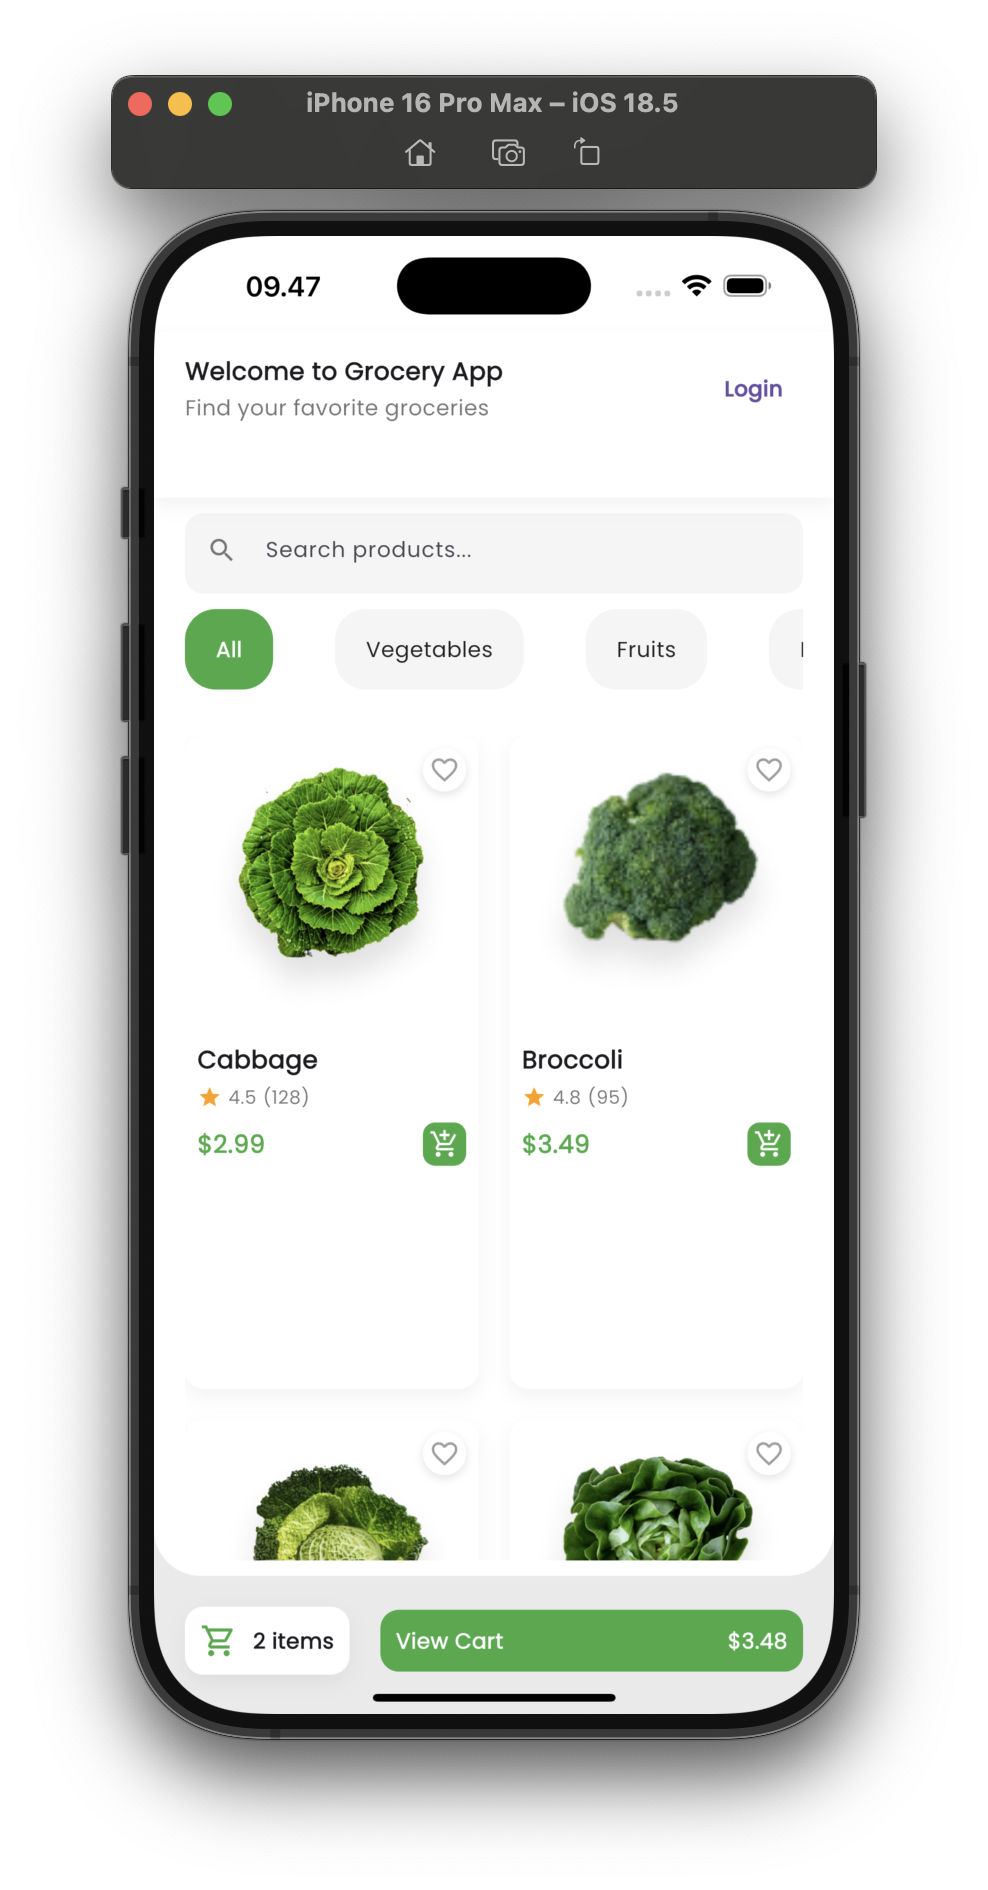 iPhone 16 Pro Max – iOS 18.5
09.47
Welcome to Grocery App
Find your favorite groceries
Login
Search products...
All
Vegetables
Fruits
Cabbage
4.5 (128)
$2.99
Broccoli
4.8 (95)
$3.49
2 items
View Cart
$3.48